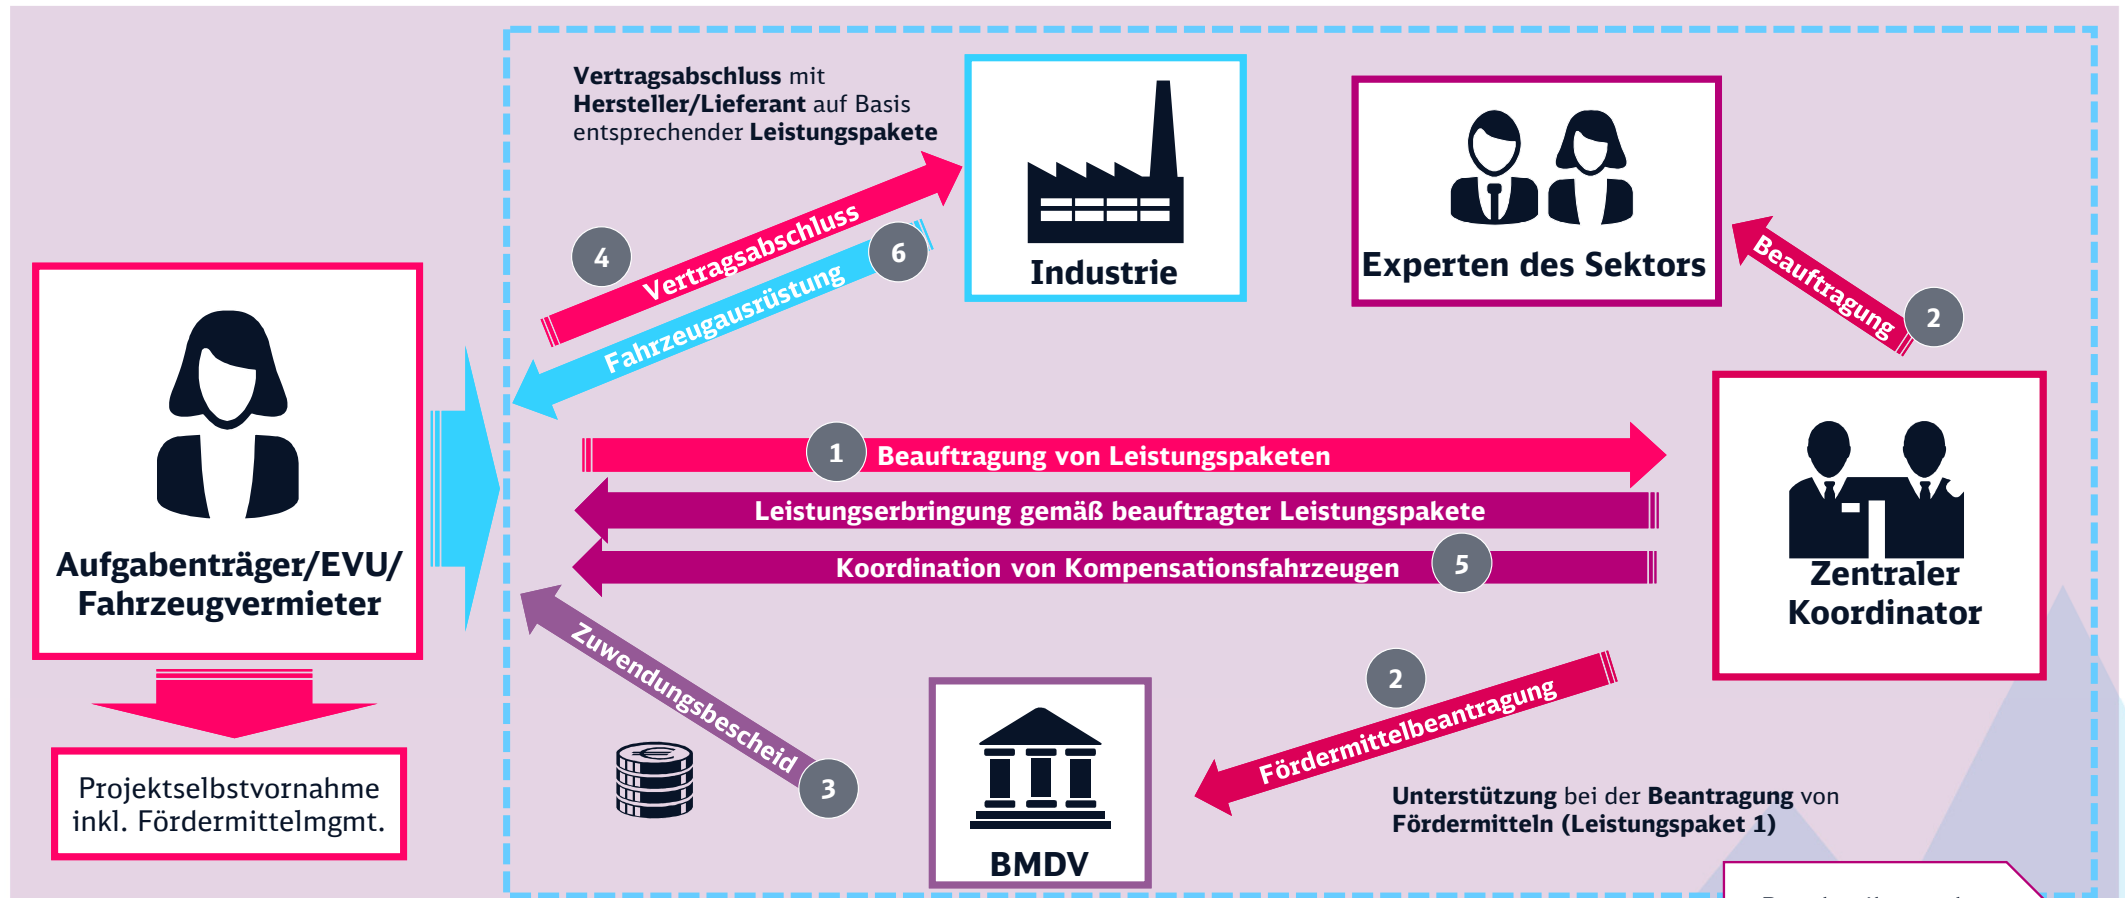 Vertragsabschluss mit
Hersteller/Lieferant auf Basis
entsprechender Leistungspakete
Industrie
Experten des Sektors
4
Vertragsabschluss
6
Fahrzeugausrüstung
Beauftragung
2
Aufgabenträger/EVU/
Fahrzeugvermieter
1
Beauftragung von Leistungspaketen
Leistungserbringung gemäß beauftragter Leistungspakete
Koordination von Kompensationsfahrzeugen
5
Zentraler
Koordinator
Zuwendungsbescheid
3
2
Fördermittelbeantragung
BMDV
Unterstützung bei der Beantragung von
Fördermitteln (Leistungspaket 1)
Projektselbstvornahme
inkl. Fördermittelmgmt.